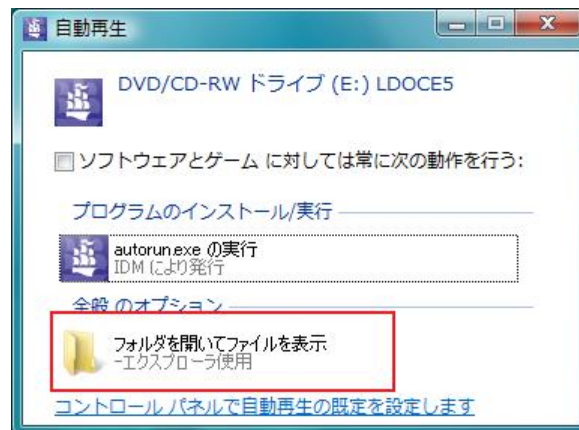 自動再生
DVD/CD-RW ドライブ (E:) LDOCE5
ソフトウェアとゲーム に対しては常に次の動作を行う:
プログラムのインストール/実行
autorun.exe の実行
IDM により発行
全般 のオプション
フォルダを開いてファイルを表示
-エクスプローラ使用
コントロール パネルで自動再生の既定を設定します